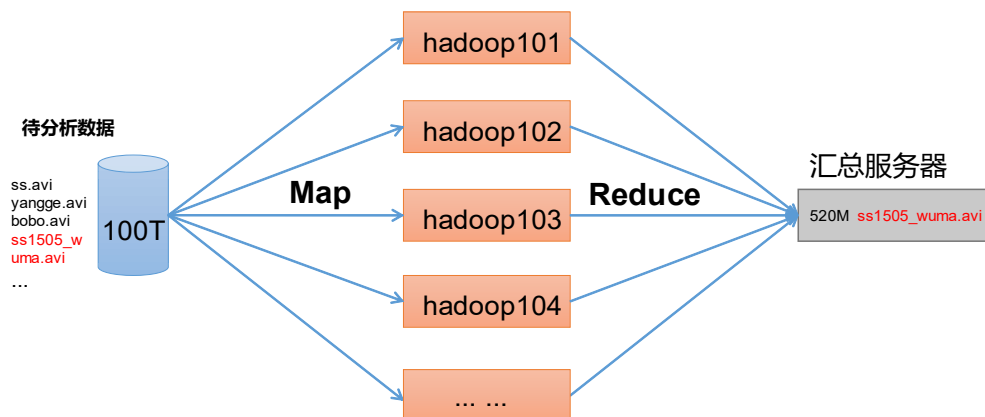 待分析数据
ss.avi
yangge.avi
bobo.avi
ss1505_w
uma.avi
...
100T
Map
hadoop101
hadoop102
hadoop103
hadoop104
... ...
Reduce
汇总服务器
520M ss1505_wuma.avi